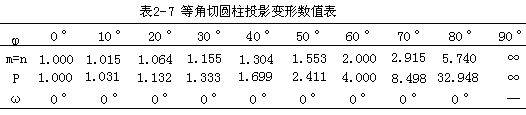 表2-7 等角切圆柱投影变形数值表
φ 0° 10° 20° 30° 40° 50° 60° 70° 80° 90°
m=n 1.000 1.015 1.064 1.155 1.304 1.553 2.000 2.915 5.740 ∞
P 1.000 1.031 1.132 1.333 1.699 2.411 4.000 8.498 32.948 ∞
ω 0° 0° 0° 0° 0° 0° 0° 0° 0° —